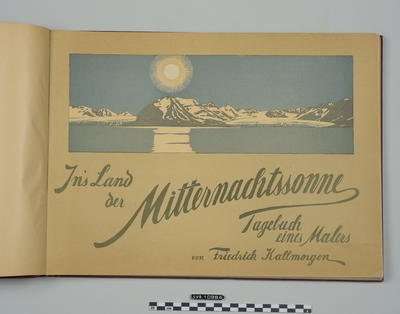 In's Land
der
Mitternachtssonne
Tagebuch
eines Malers
von Friedrich Kallmorgen